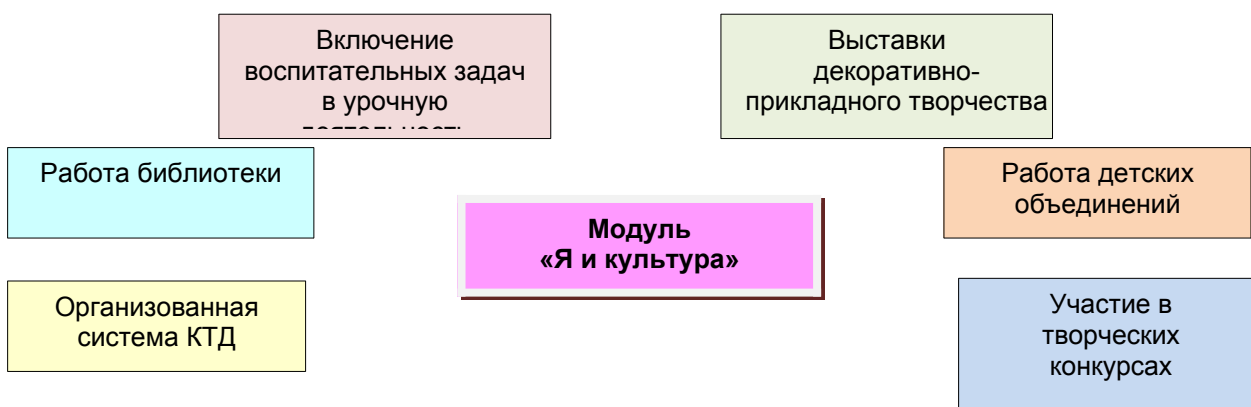 Включение
воспитательных задач
в урочную
Выставки
декоративно-
прикладного творчества
Работа библиотеки
Работа детских
объединений
Модуль
«Я и культура»
Организованная
система КТД
Участие в
творческих
конкурсах